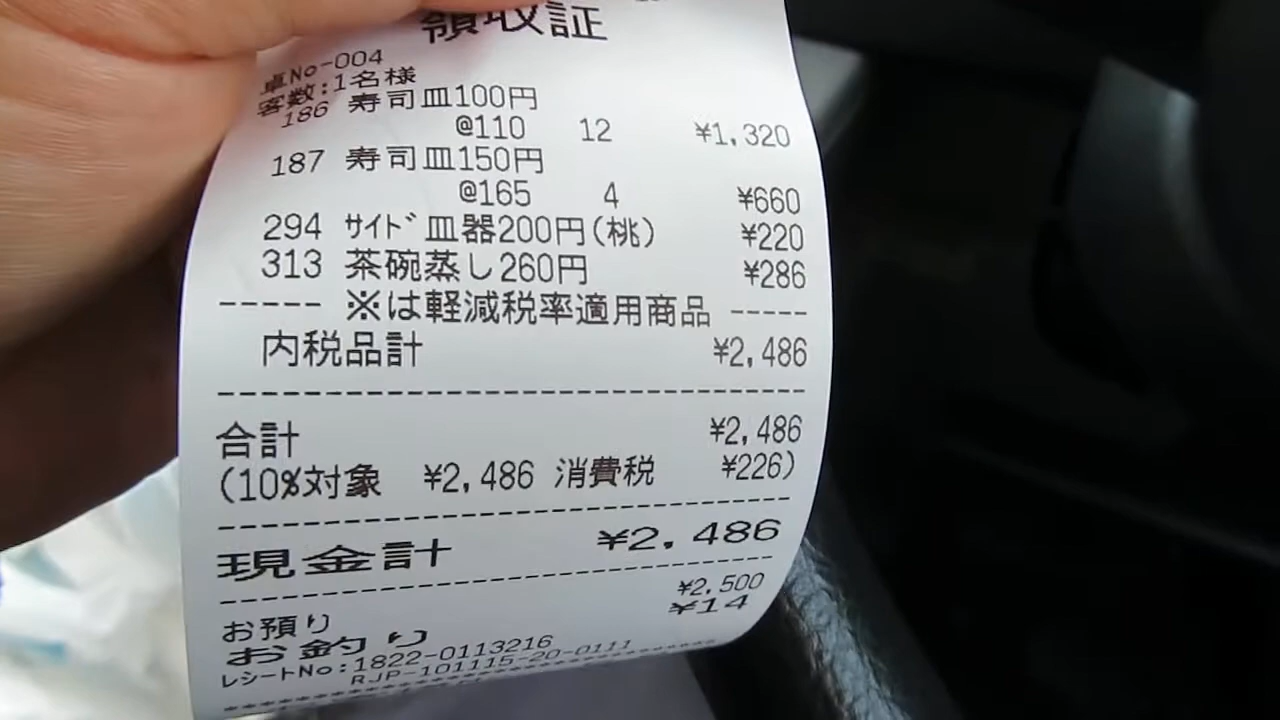 領収証
卓No-004
客数:1名様
186 寿司皿100円
@110 12 ¥1,320
187 寿司皿150円
@165 4 ¥660
294 ｻｲﾄﾞ皿器200円(桃) ¥220
313 茶碗蒸し260円 ¥286
----- ※は軽減税率適用商品 -----
内税品計 ¥2,486
合計 ¥2,486
(10%対象 ¥2,486 消費税 ¥226)
現金計 ¥2,486
お預り ¥2,500
お釣り ¥14
レシートNo:1822-0113216
RJP-101115-20-0111